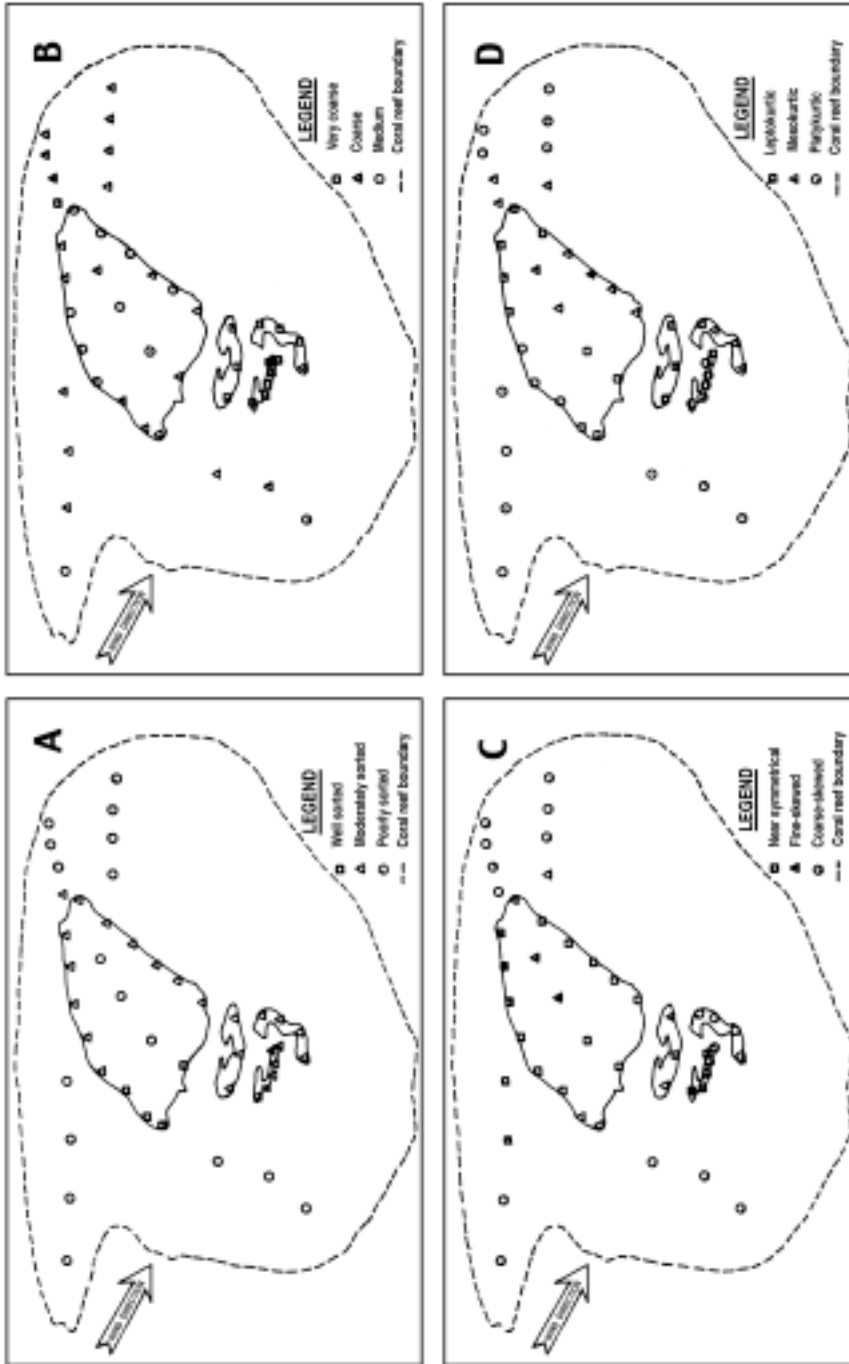 A
LEGEND
Well sorted
Moderately sorted
Poorly sorted
Coral reef boundary
B
LEGEND
Very coarse
Coarse
Medium
Coral reef boundary
C
LEGEND
Near symmetrical
Fine-skewed
Coarse-skewed
Coral reef boundary
D
LEGEND
Leptokurtic
Mesokurtic
Platykurtic
Coral reef boundary